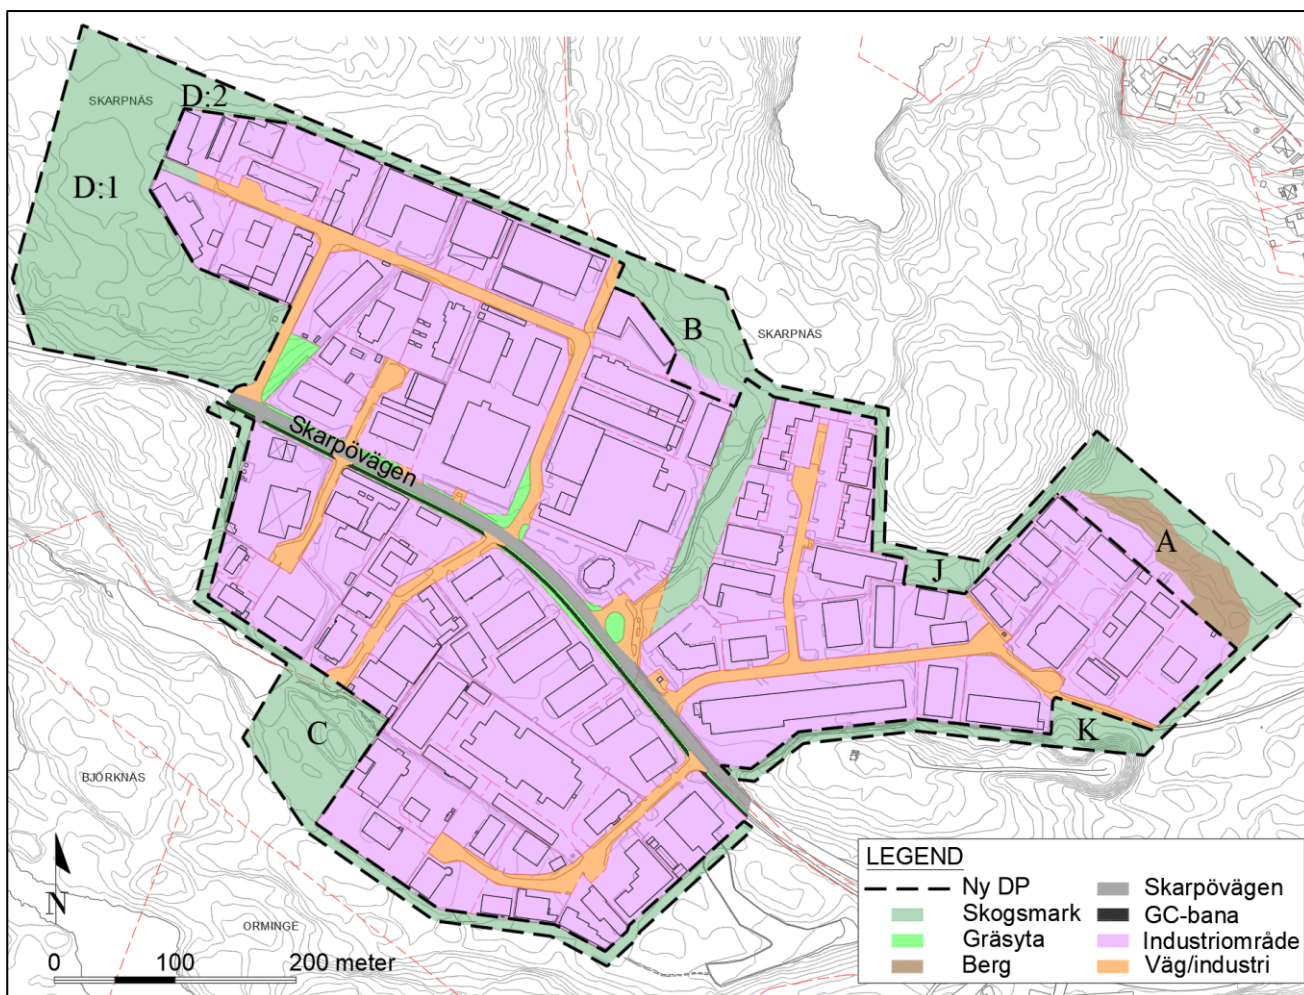 SKARPNÄS
D:2
D:1
B
SKARPNÄS
Skarpövägen
A
J
K
C
BJÖRKNÄS
ORMINGE
N
0 100 200 meter
LEGEND
Ny DP
Skogsmark
Gräsyta
Berg
Skarpövägen
GC-bana
Industriområde
Väg/industri